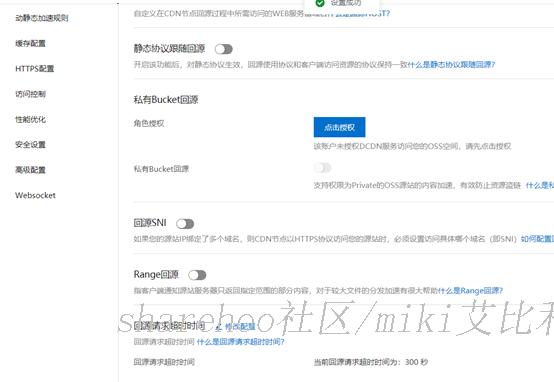 设置成功
动静态加速规则
自定义在CDN节点回源过程中所需访问的WEB服务器域名什么是回源HOST?
缓存配置
静态协议跟随回源
HTTPS配置
开启该功能后，对静态协议生效，回源使用协议和客户端访问资源的协议保持一致什么是静态协议跟随回源?
访问控制
私有Bucket回源
性能优化
角色授权
点击授权
安全设置
该账户未授权DCDN服务访问您的OSS空间，请先点击授权
高级配置
私有Bucket回源
支持权限为Private的OSS源站的内容加速，有效防止资源盗链 什么是私
Websocket
回源SNI
如果您的源站IP绑定了多个域名，则CDN节点以HTTPS协议访问您的源站时，必须设置访问具体哪个域名（即SNI）如何配置回
Range回源
指客户端通知源站服务器只返回指定范围的部分内容，对于较大文件的分发加速有很大帮助什么是Range回源?
回源请求超时时间 修改配置
sharehoo社区/miki艾比利
回源请求超时时间 什么是回源请求超时时间?
回源请求超时时间
当前回源请求超时时间为：300 秒